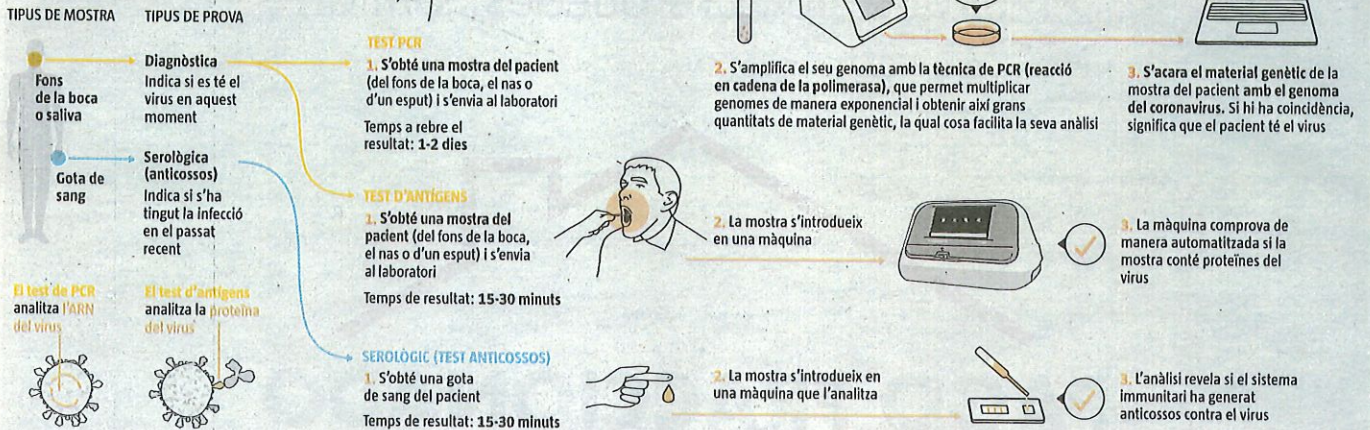 TIPUS DE MOSTRA
TIPUS DE PROVA
Fons
de la boca
o saliva
Diagnòstica
Indica si es té el
virus en aquest
moment
Gota de
sang
Serològica
(anticossos)
Indica si s'ha
tingut la infecció
en el passat
recent
El test de PCR
analitza l'ARN
del virus
El test d'antígens
analitza la proteïna
del virus
TEST PCR
1. S'obté una mostra del pacient
(del fons de la boca, el nas o
d'un esput) i s'envia al laboratori
Temps a rebre el
resultat: 1-2 dies
2. S'amplifica el seu genoma amb la tècnica de PCR (reacció
en cadena de la polimerasa), que permet multiplicar
genomes de manera exponencial i obtenir així grans
quantitats de material genètic, la qual cosa facilita la seva anàlisi
3. S'acara el material genètic de la
mostra del pacient amb el genoma
del coronavirus. Si hi ha coincidència,
significa que el pacient té el virus
TEST D'ANTÍGENS
1. S'obté una mostra del
pacient (del fons de la boca,
el nas o d'un esput) i s'envia
al laboratori
Temps de resultat: 15-30 minuts
2. La mostra s'introdueix
en una màquina
3. La màquina comprova de
manera automatitzada si la
mostra conté proteïnes del
virus
SEROLÒGIC (TEST ANTICOSSOS)
1. S'obté una gota
de sang del pacient
Temps de resultat: 15-30 minuts
2. La mostra s'introdueix en
una màquina que l'analitza
3. L'anàlisi revela si el sistema
immunitari ha generat
anticossos contra el virus